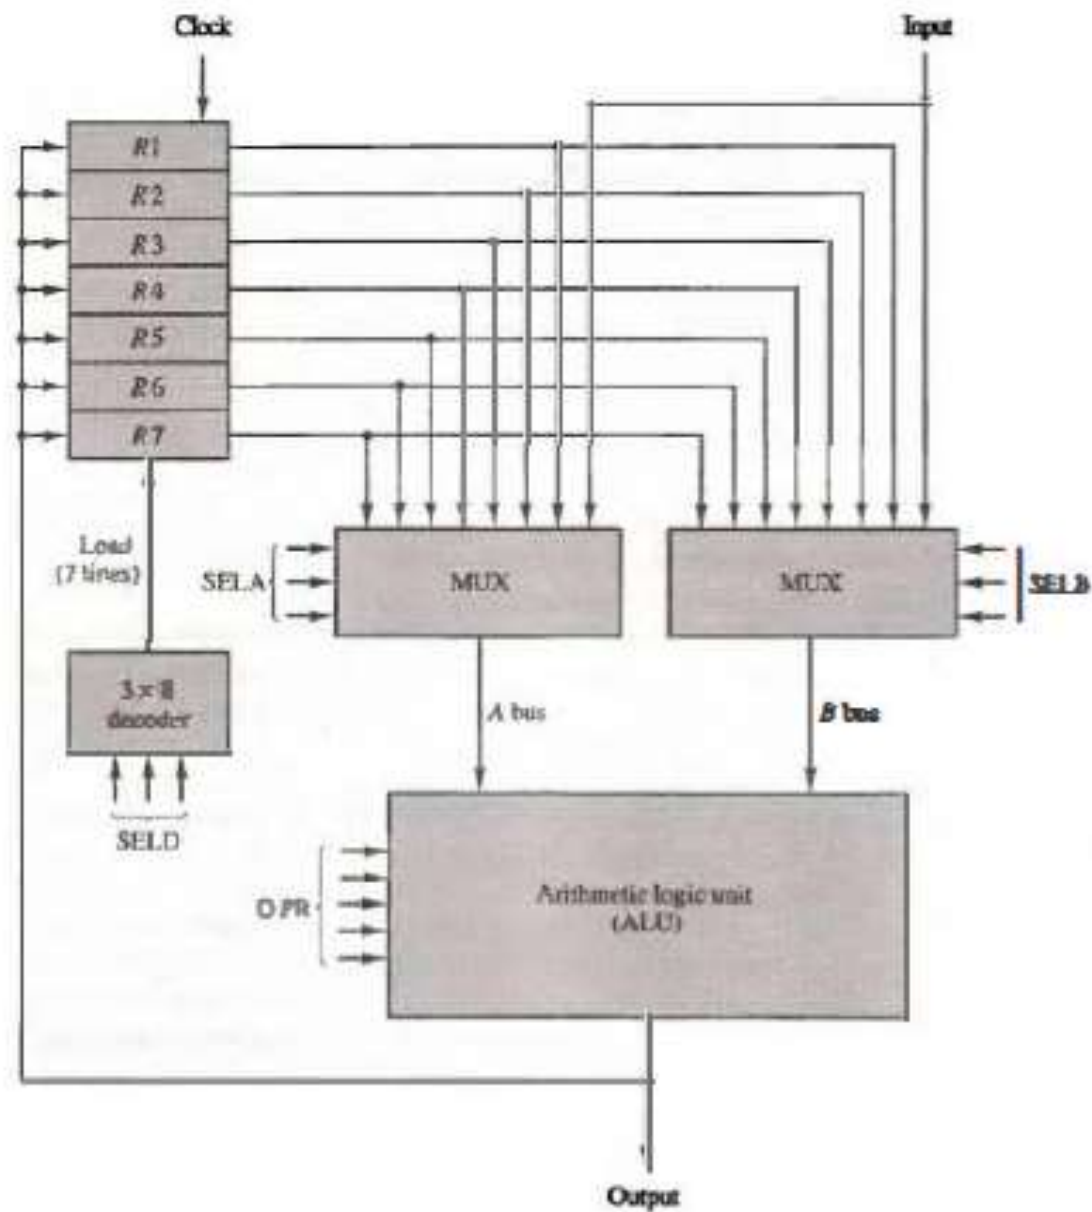 Clock
Input
R1
R2
R3
R4
R5
R6
R7
Load
(7 lines)
SELA
MUX
MUX
SELB
3 × 8
decoder
A bus
B bus
SELD
OPR
Arithmetic logic unit
(ALU)
Output